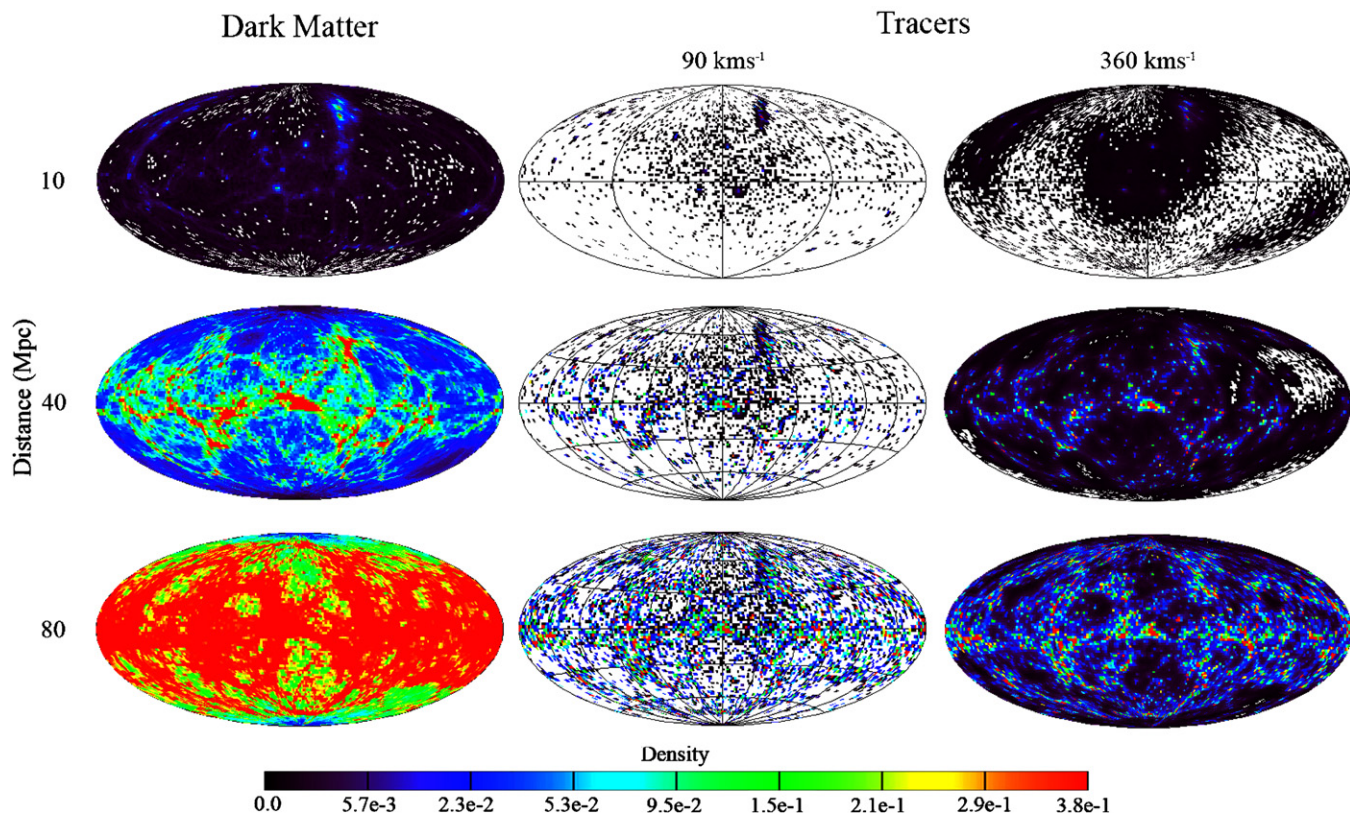 Dark Matter
Tracers
90 kms⁻¹
360 kms⁻¹
10
Distance (Mpc)
40
80
Density
0.0 5.7e-3 2.3e-2 5.3e-2 9.5e-2 1.5e-1 2.1e-1 2.9e-1 3.8e-1